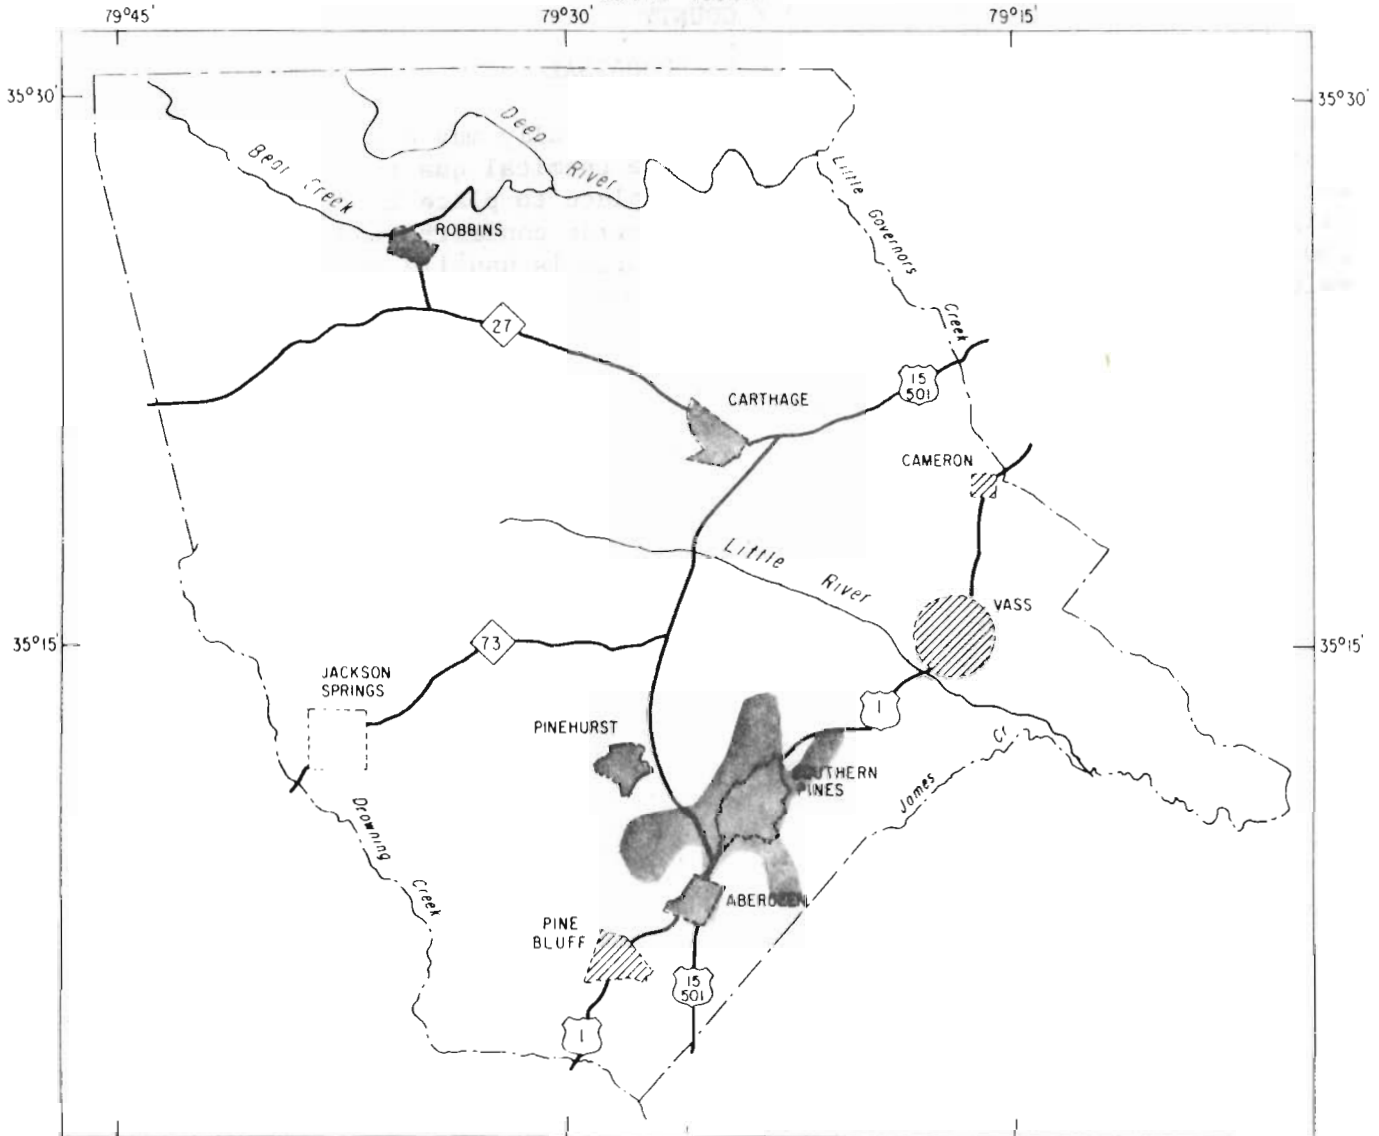 79°45'
79°30'
79°15'
35°30'
35°30'
Deep
River
Bear Creek
Little Governors
Creek
ROBBINS
27
CARTHAGE
15
501
CAMERON
Little River
VASS
35°15'
35°15'
73
JACKSON
SPRINGS
PINEHURST
1
SOUTHERN
PINES
James Cr.
Drowning
Creek
ABERDEEN
PINE
BLUFF
15
501
1